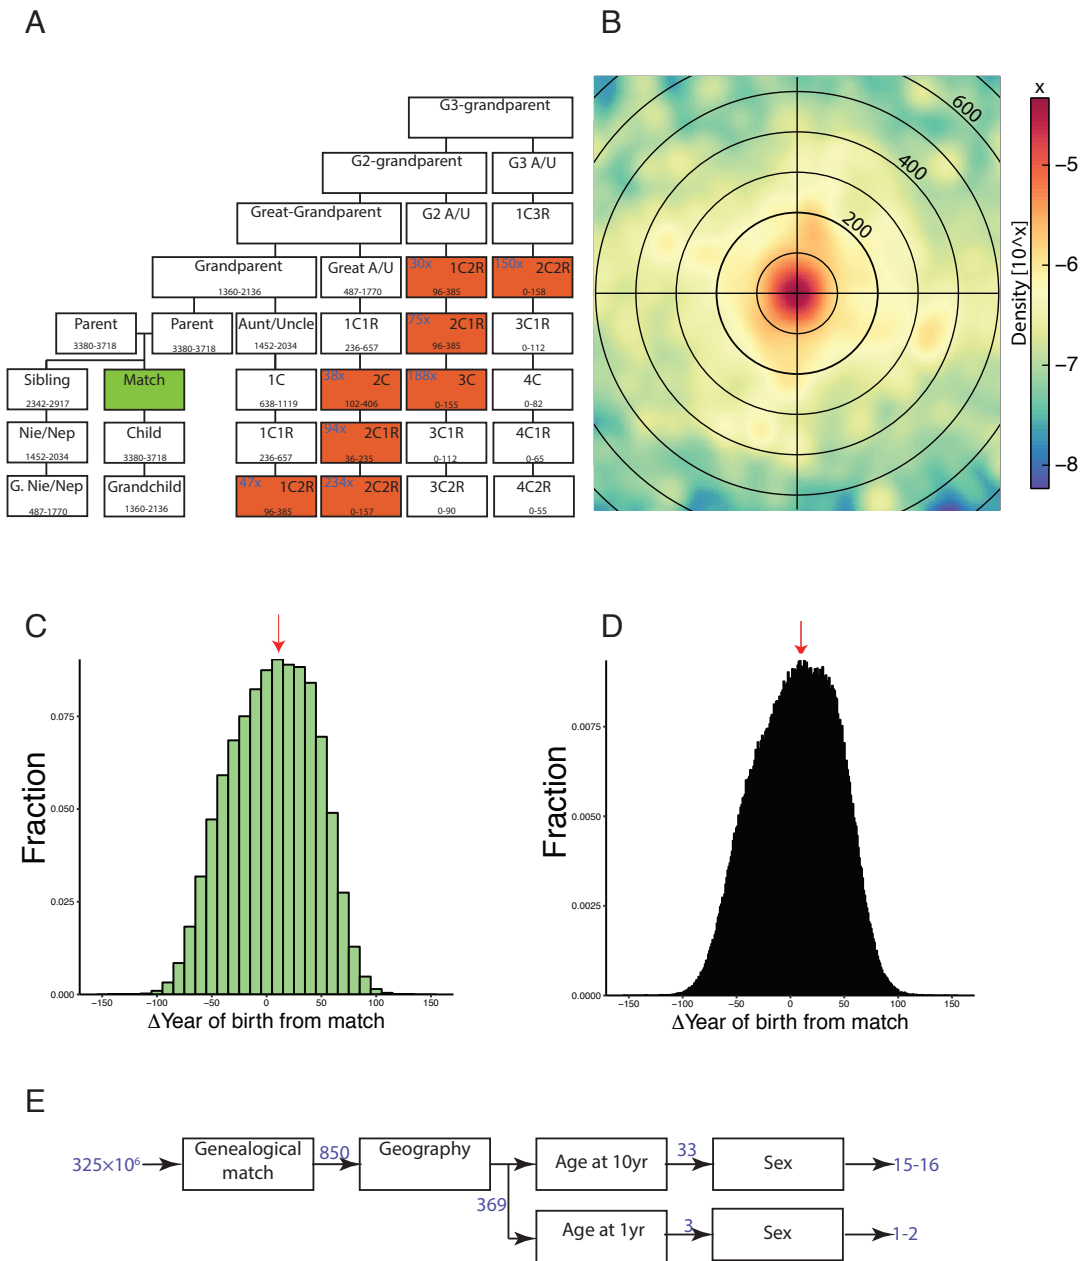 A
B
G3-grandparent
G2-grandparent
G3 A/U
Great-Grandparent
G2 A/U
1C3R
Grandparent
1360-2136
Great A/U
487-1770
30x 1C2R
96-385
150x 2C2R
0-158
Parent
3380-3718
Parent
3380-3718
Aunt/Uncle
1452-2034
1C1R
236-657
75x 2C1R
96-385
3C1R
0-112
Sibling
2342-2917
Match
1C
638-1119
38x 2C
102-406
188x 3C
0-155
4C
0-82
Nie/Nep
1452-2034
Child
3380-3718
1C1R
236-657
94x 2C1R
36-235
3C1R
0-112
4C1R
0-65
G. Nie/Nep
487-1770
Grandchild
1360-2136
47x 1C2R
96-385
234x 2C2R
0-157
3C2R
0-90
4C2R
0-55
600
400
200
x
−5
−6
−7
−8
Density [10^x]
C
Fraction
0.075
0.050
0.025
0.000
−150 −100 −50 0 50 100 150
ΔYear of birth from match
D
Fraction
0.0075
0.0050
0.0025
0.0000
−150 −100 −50 0 50 100 150
ΔYear of birth from match
E
325×10⁶
Genealogical
match
850
Geography
369
Age at 10yr
33
Sex
15-16
Age at 1yr
3
Sex
1-2